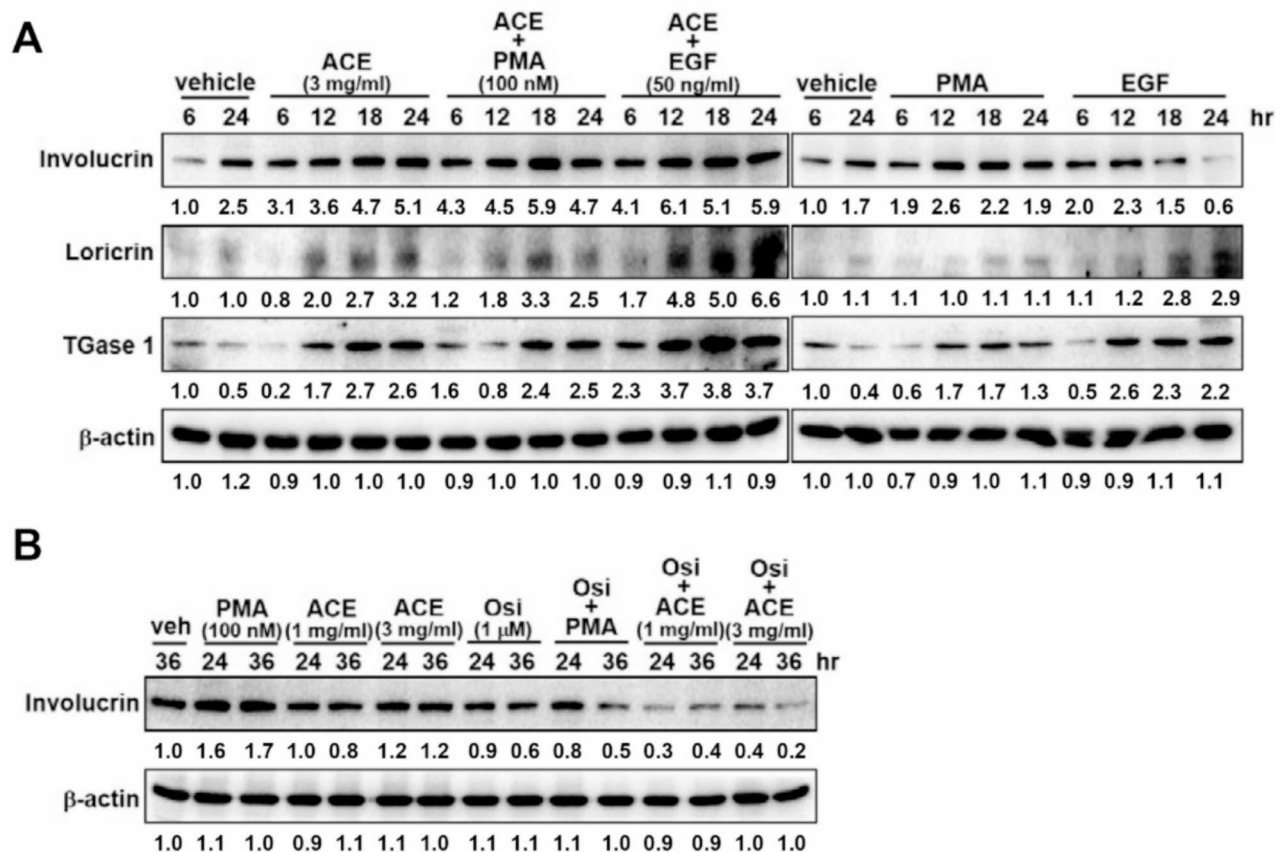 A
vehicle
ACE
(3 mg/ml)
ACE
+
PMA
(100 nM)
ACE
+
EGF
(50 ng/ml)
vehicle
PMA
EGF
6 24 6 12 18 24 6 12 18 24 6 12 18 24 6 24 6 12 18 24 6 12 18 24 hr
Involucrin
1.0 2.5 3.1 3.6 4.7 5.1 4.3 4.5 5.9 4.7 4.1 6.1 5.1 5.9 1.0 1.7 1.9 2.6 2.2 1.9 2.0 2.3 1.5 0.6
Loricrin
1.0 1.0 0.8 2.0 2.7 3.2 1.2 1.8 3.3 2.5 1.7 4.8 5.0 6.6 1.0 1.1 1.1 1.0 1.1 1.1 1.1 1.2 2.8 2.9
TGase 1
1.0 0.5 0.2 1.7 2.7 2.6 1.6 0.8 2.4 2.5 2.3 3.7 3.8 3.7 1.0 0.4 0.6 1.7 1.7 1.3 0.5 2.6 2.3 2.2
β-actin
1.0 1.2 0.9 1.0 1.0 1.0 0.9 1.0 1.0 1.0 0.9 0.9 1.1 0.9 1.0 1.0 0.7 0.9 1.0 1.1 0.9 0.9 1.1 1.1
B
veh
PMA
(100 nM)
ACE
(1 mg/ml)
ACE
(3 mg/ml)
Osi
(1 μM)
Osi
+
PMA
Osi
+
ACE
(1 mg/ml)
Osi
+
ACE
(3 mg/ml)
36 24 36 24 36 24 36 24 36 24 36 24 36 24 36 hr
Involucrin
1.0 1.6 1.7 1.0 0.8 1.2 1.2 0.9 0.6 0.8 0.5 0.3 0.4 0.4 0.2
β-actin
1.0 1.1 1.0 0.9 1.1 1.1 1.0 1.1 1.1 1.1 1.0 0.9 0.9 1.0 1.0